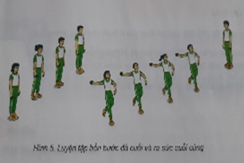 Hình 5. Luyện tập bốn bước đà cuối và ra sức cuối cùng